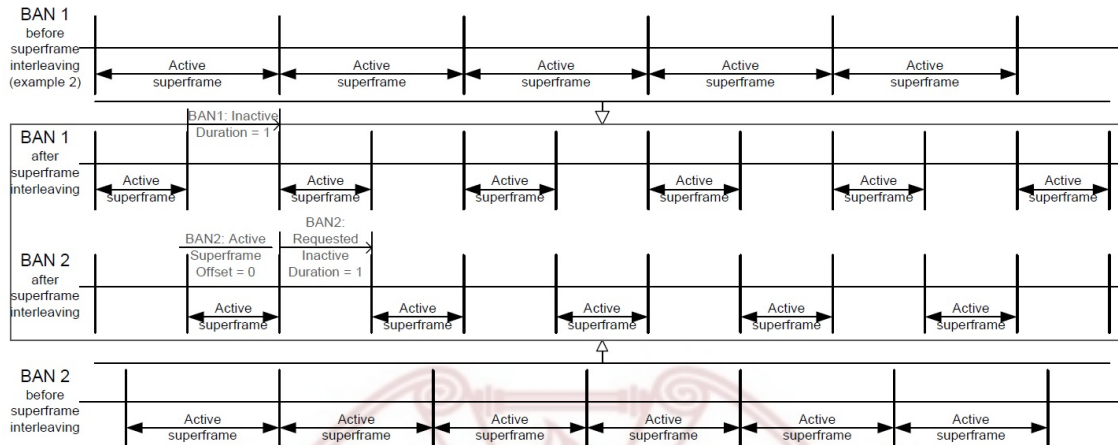 BAN 1
before
superframe
interleaving
(example 2)
Active
superframe
Active
superframe
Active
superframe
Active
superframe
Active
superframe
BAN1: Inactive
Duration = 1
BAN 1
after
superframe
interleaving
Active
superframe
Active
superframe
Active
superframe
Active
superframe
Active
superframe
Active
superframe
BAN2: Active
Superframe
Offset = 0
BAN2:
Requested
Inactive
Duration = 1
BAN 2
after
superframe
interleaving
Active
superframe
Active
superframe
Active
superframe
Active
superframe
Active
superframe
BAN 2
before
superframe
interleaving
Active
superframe
Active
superframe
Active
superframe
Active
superframe
Active
superframe
Active
superframe